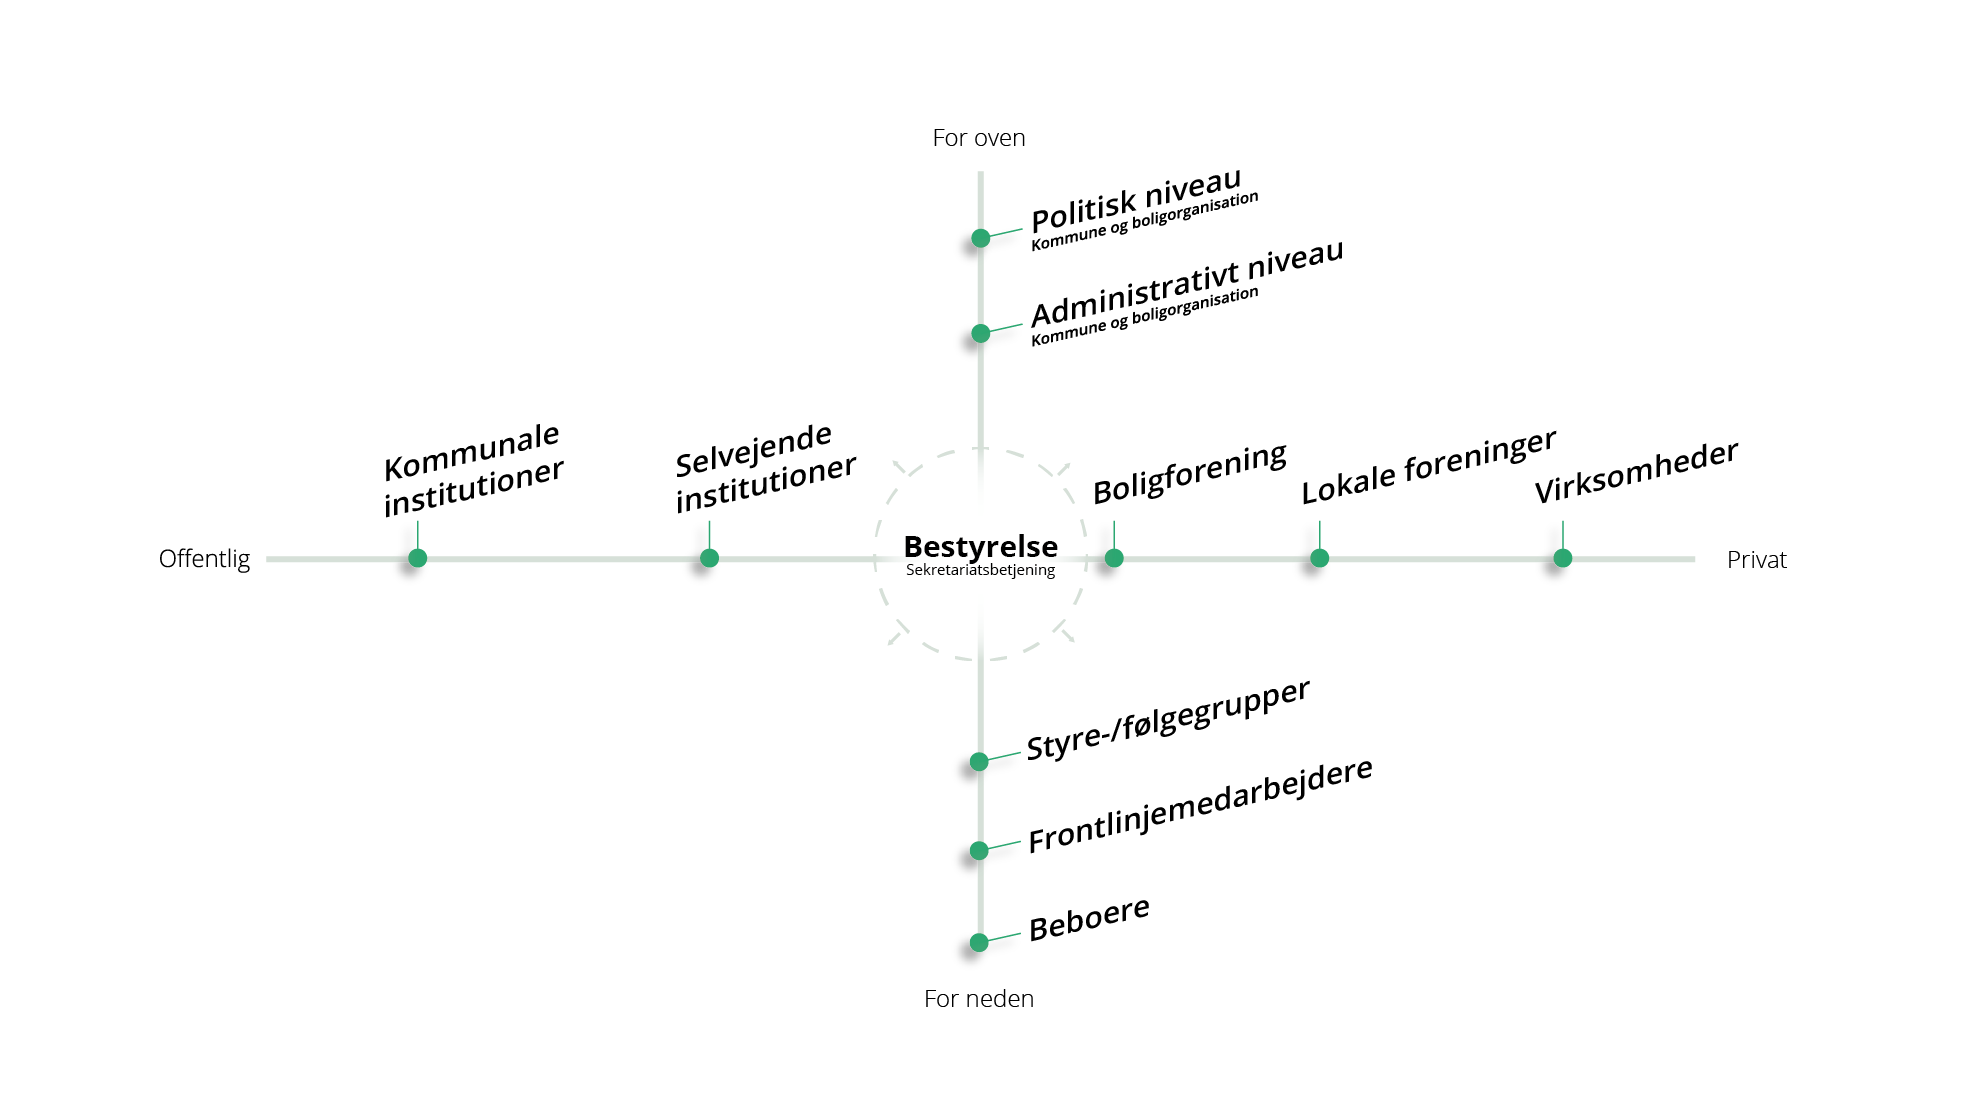 For oven
Politisk niveau
Kommune og boligorganisation
Administrativt niveau
Kommune og boligorganisation
Kommunale
institutioner
Selvejende
institutioner
Boligforening
Lokale foreninger
Virksomheder
Offentlig
Bestyrelse
Sekretariatsbetjening
Privat
Styre-/følgegrupper
Frontlinjemedarbejdere
Beboere
For neden